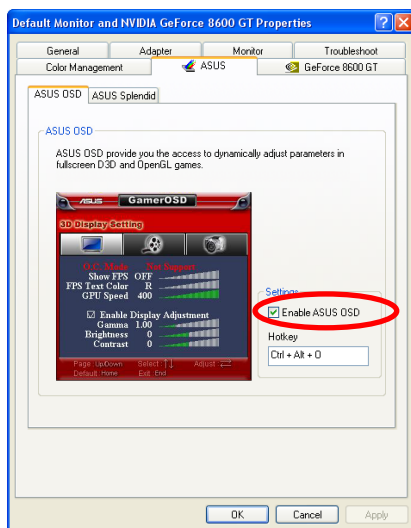 Default Monitor and NVIDIA GeForce 8600 GT Properties
General Adapter Monitor Troubleshoot
Color Management ASUS GeForce 8600 GT
ASUS OSD ASUS Splendid
ASUS OSD
ASUS OSD provide you the access to dynamically adjust parameters in
fullscreen D3D and OpenGL games.
ASUS GamerOSD
3D Display Setting
O.C. Mode Not Support
Show FPS OFF
FPS Text Color R
GPU Speed 400
Enable Display Adjustment
Gamma 1.00
Brightness 0
Contrast 0
Page : Up/Down Select : ↑↓ Adjust : ⇄
Default : Home Exit : End
Settings
Enable ASUS OSD
Hotkey
Ctrl + Alt + O
OK Cancel Apply